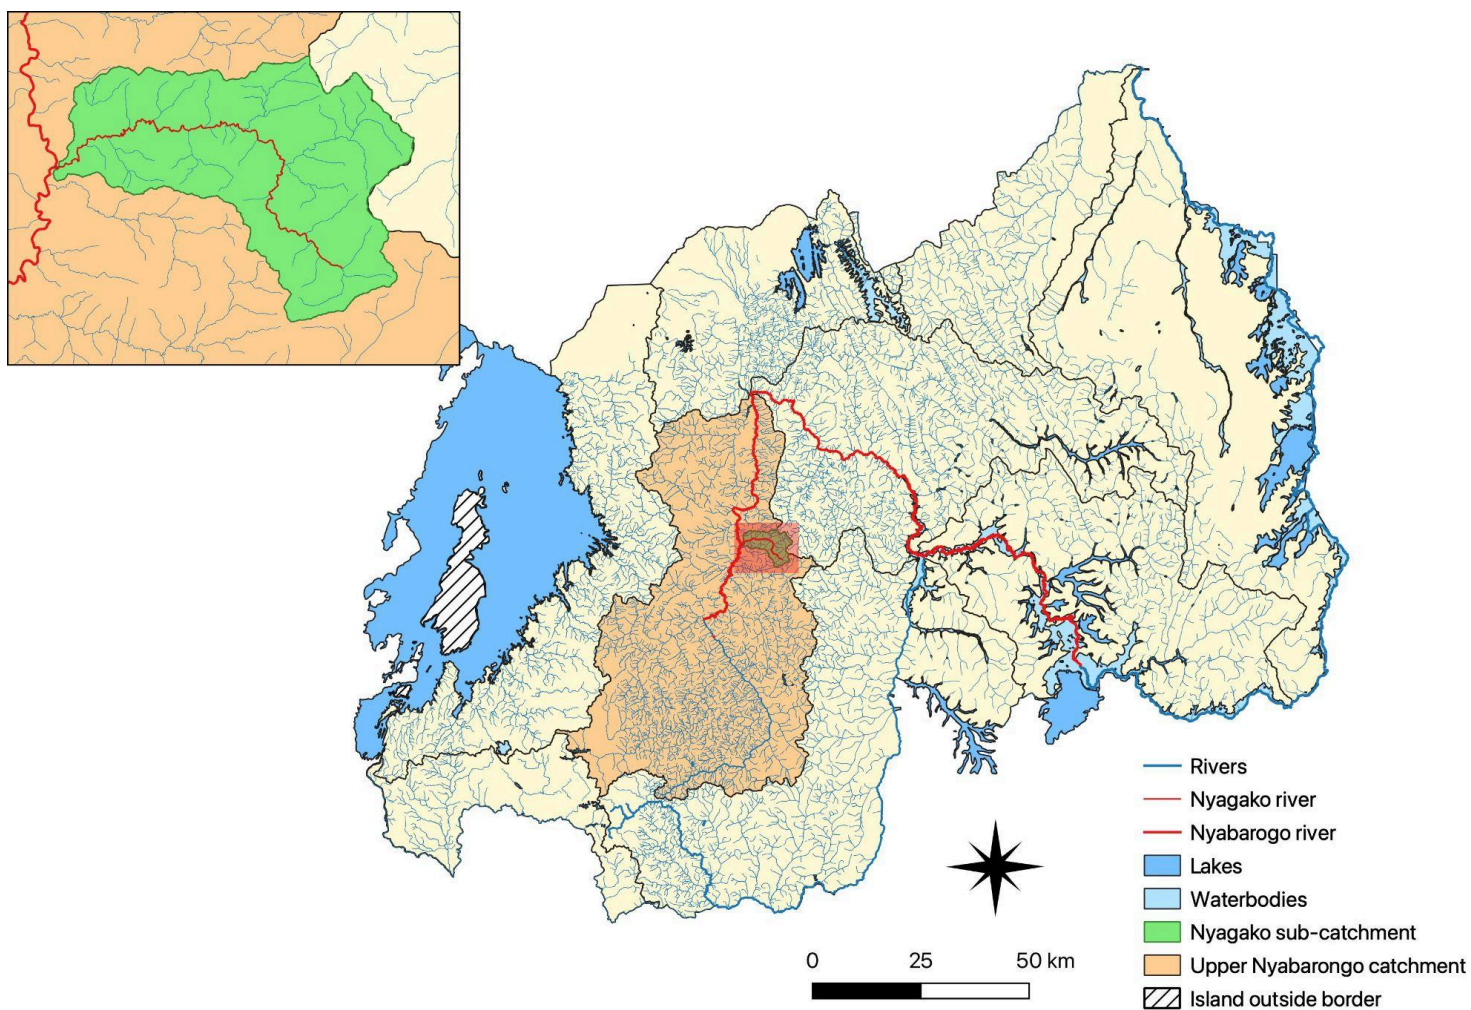 Rivers
Nyagako river
Nyabarogo river
Lakes
Waterbodies
Nyagako sub-catchment
Upper Nyabarongo catchment
Island outside border
0 25 50 km